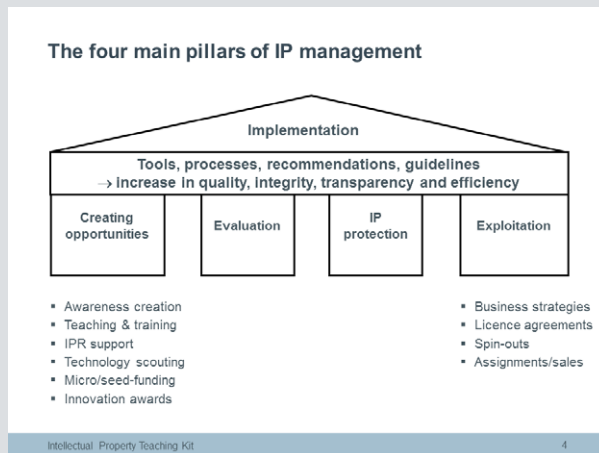 The four main pillars of IP management
Implementation
Tools, processes, recommendations, guidelines
→ increase in quality, integrity, transparency and efficiency
Creating
opportunities
Evaluation
IP
protection
Exploitation
▪ Awareness creation
▪ Teaching & training
▪ IPR support
▪ Technology scouting
▪ Micro/seed-funding
▪ Innovation awards
▪ Business strategies
▪ Licence agreements
▪ Spin-outs
▪ Assignments/sales
Intellectual Property Teaching Kit
4